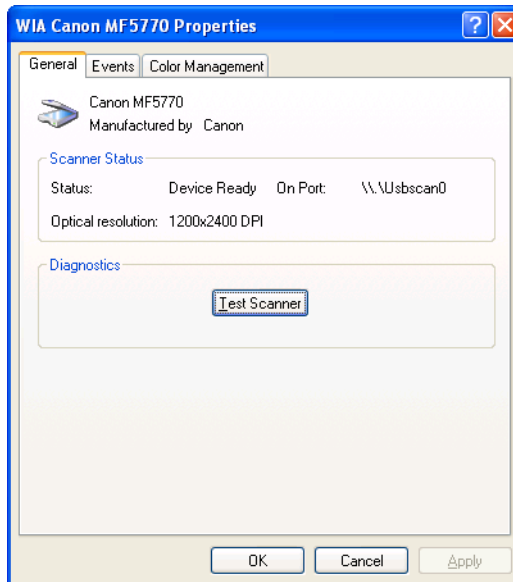 WIA Canon MF5770 Properties
General Events Color Management
Canon MF5770
Manufactured by Canon
Scanner Status
Status: Device Ready On Port: \\.\Usbscan0
Optical resolution: 1200x2400 DPI
Diagnostics
Test Scanner
OK Cancel Apply